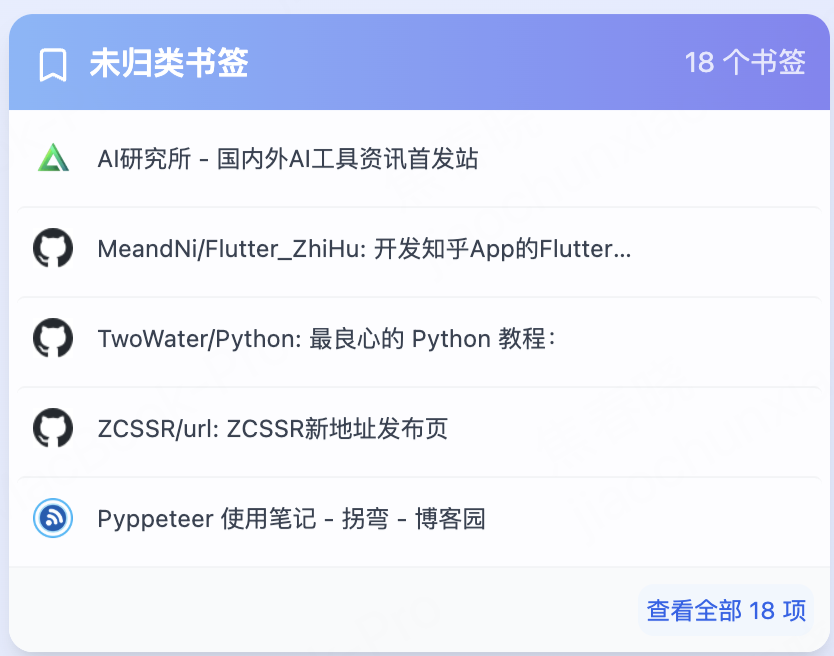 未归类书签
18 个书签
AI研究所 - 国内外AI工具资讯首发站
MeandNi/Flutter_ZhiHu: 开发知乎App的Flutter...
TwoWater/Python: 最良心的 Python 教程：
ZCSSR/url: ZCSSR新地址发布页
Pyppeteer 使用笔记 - 拐弯 - 博客园
查看全部 18 项